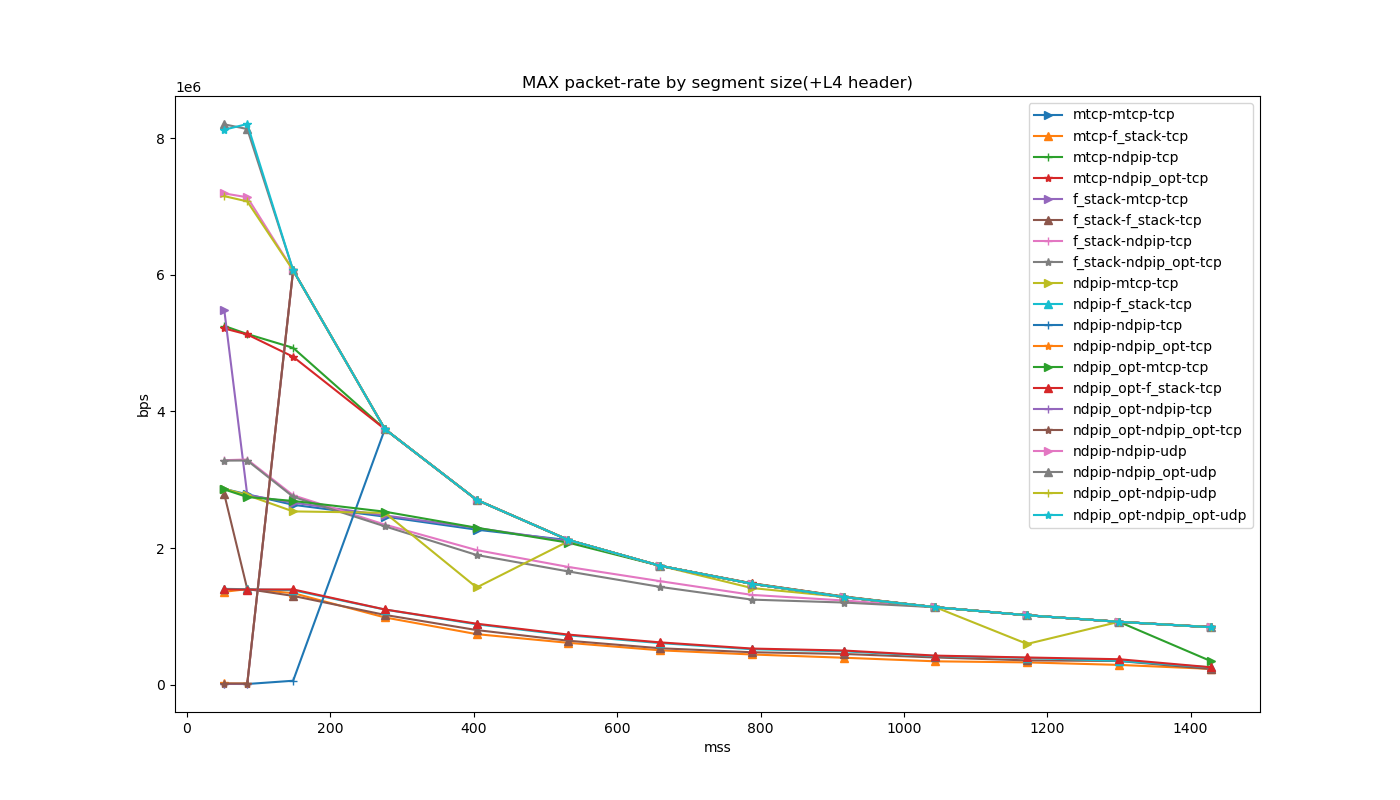 MAX packet-rate by segment size(+L4 header)
1e6
8
6
4
2
0
bps
0
200
400
600
800
1000
1200
1400
mss
mtcp-mtcp-tcp
mtcp-f_stack-tcp
mtcp-ndpip-tcp
mtcp-ndpip_opt-tcp
f_stack-mtcp-tcp
f_stack-f_stack-tcp
f_stack-ndpip-tcp
f_stack-ndpip_opt-tcp
ndpip-mtcp-tcp
ndpip-f_stack-tcp
ndpip-ndpip-tcp
ndpip-ndpip_opt-tcp
ndpip_opt-mtcp-tcp
ndpip_opt-f_stack-tcp
ndpip_opt-ndpip-tcp
ndpip_opt-ndpip_opt-tcp
ndpip-ndpip-udp
ndpip-ndpip_opt-udp
ndpip_opt-ndpip-udp
ndpip_opt-ndpip_opt-udp